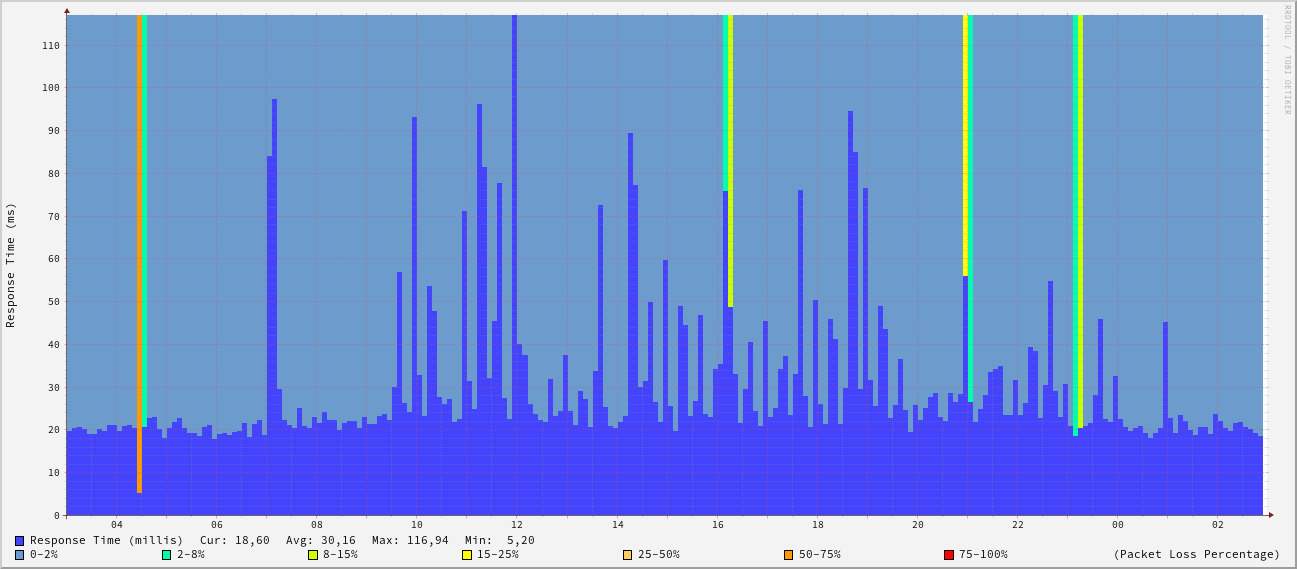 RRDTOOL / TOBI OETIKER
Response Time (ms)
110
100
90
80
70
60
50
40
30
20
10
0
04 06 08 10 12 14 16 18 20 22 00 02
Response Time (millis) Cur: 18,60 Avg: 30,16 Max: 116,94 Min: 5,20
0-2% 2-8% 8-15% 15-25% 25-50% 50-75% 75-100% (Packet Loss Percentage)